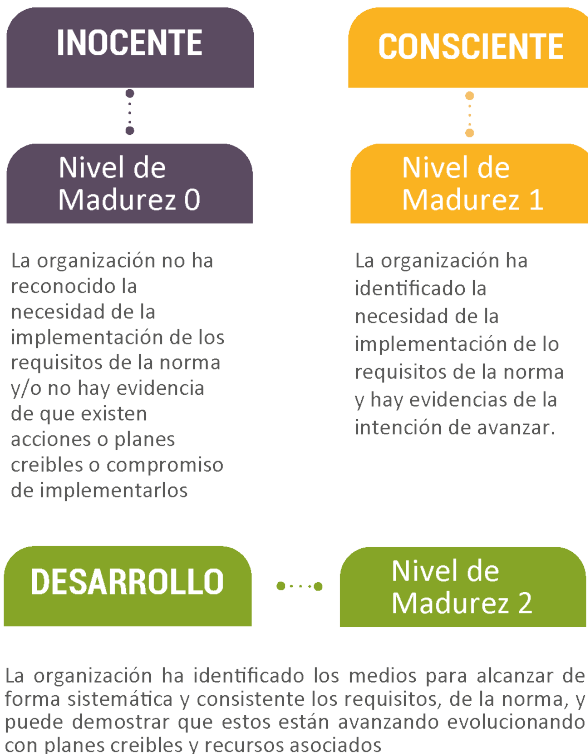 INOCENTE
Nivel de
Madurez 0
La organización no ha
reconocido la
necesidad de la
implementación de los
requisitos de la norma
y/o no hay evidencia
de que existen
acciones o planes
creibles o compromiso
de implementarlos
CONSCIENTE
Nivel de
Madurez 1
La organización ha
identificado la
necesidad de la
implementación de lo
requisitos de la norma
y hay evidencias de la
intención de avanzar.
DESARROLLO
Nivel de
Madurez 2
La organización ha identificado los medios para alcanzar de
forma sistemática y consistente los requisitos, de la norma, y
puede demostrar que estos están avanzando evolucionando
con planes creibles y recursos asociados